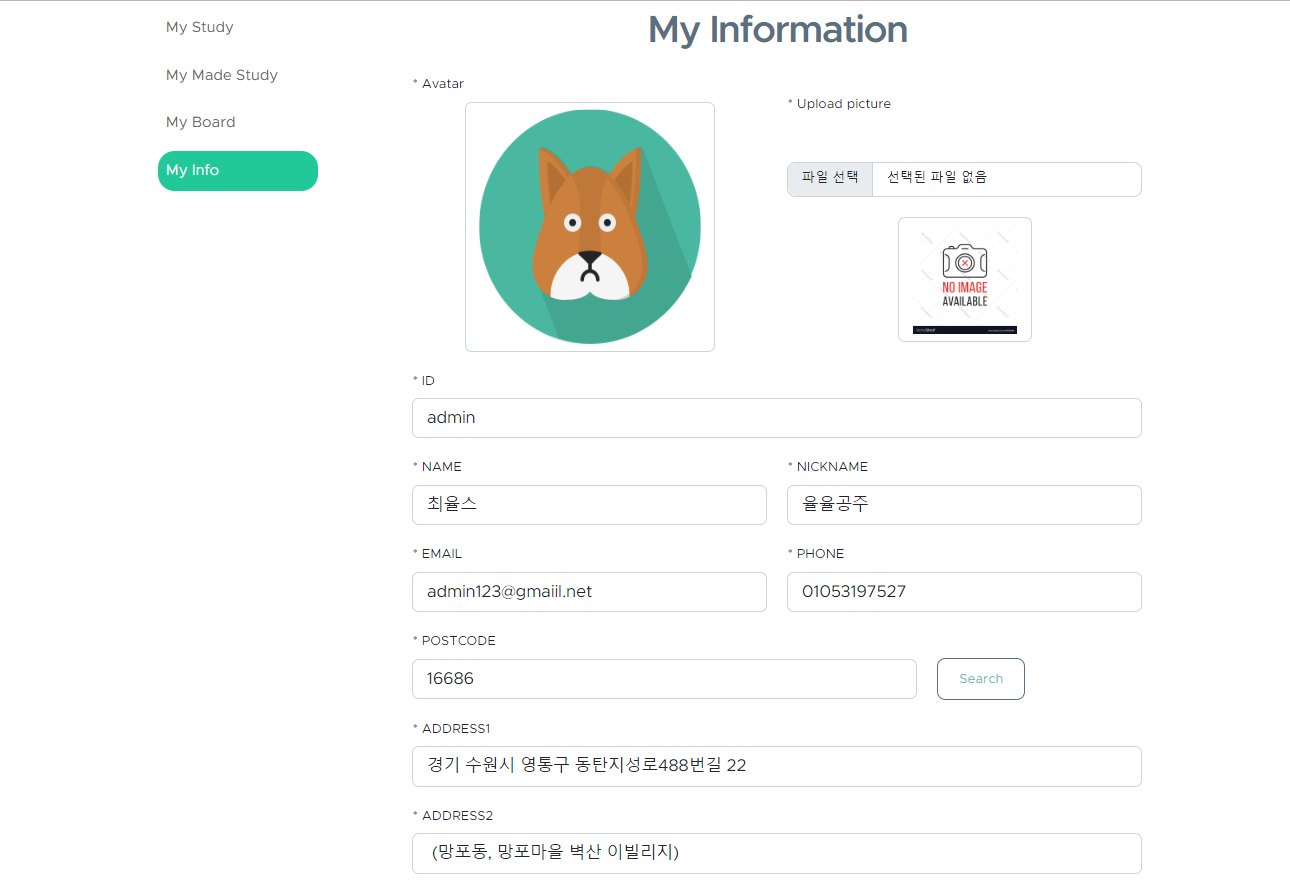 My Study
My Made Study
My Board
My Info
My Information
* Avatar
* Upload picture
파일 선택 선택된 파일 없음
NO IMAGE
AVAILABLE
* ID
admin
* NAME
* NICKNAME
최율스
율율공주
* EMAIL
* PHONE
admin123@gmaiil.net
01053197527
* POSTCODE
16686
Search
* ADDRESS1
경기 수원시 영통구 동탄지성로488번길 22
* ADDRESS2
(망포동, 망포마을 벽산 이빌리지)